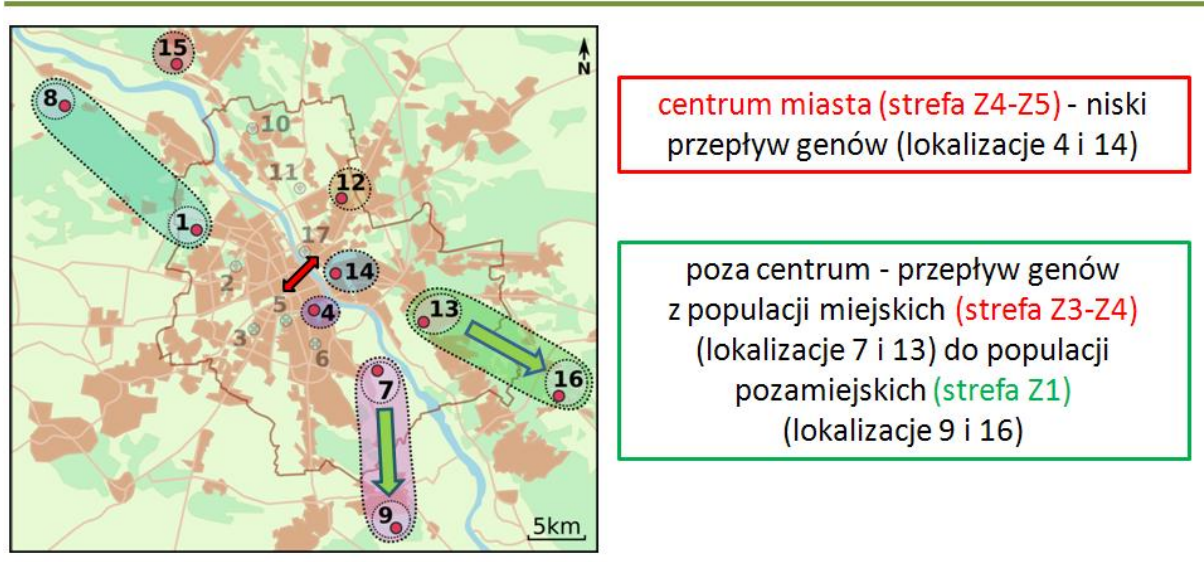 15
8
10
11
12
1
17
2
14
5
4
13
3
6
16
7
9
N
5km
centrum miasta (strefa Z4-Z5) - niski
przepływ genów (lokalizacje 4 i 14)
poza centrum - przepływ genów
z populacji miejskich (strefa Z3-Z4)
(lokalizacje 7 i 13) do populacji
pozamiejskich (strefa Z1)
(lokalizacje 9 i 16)